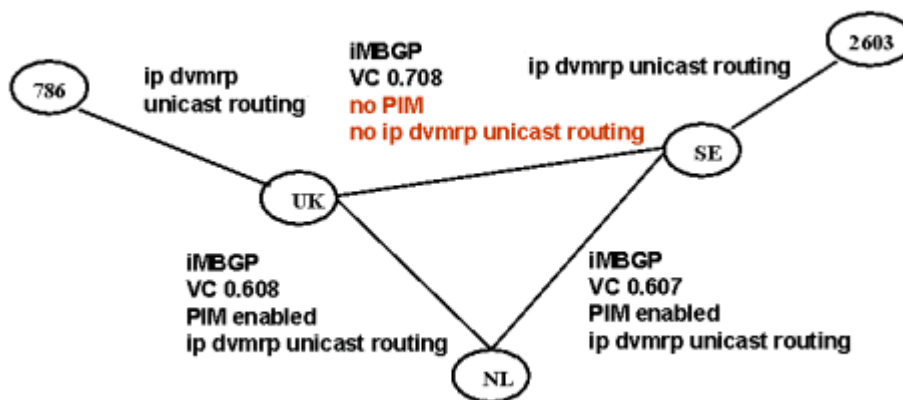 2603
iMBGP
VC 0.708
no PIM
no ip dvmrp unicast routing
ip dvmrp unicast routing
786
ip dvmrp
unicast routing
SE
UK
iMBGP
VC 0.608
PIM enabled
ip dvmrp unicast routing
iMBGP
VC 0.607
PIM enabled
ip dvmrp unicast routing
NL